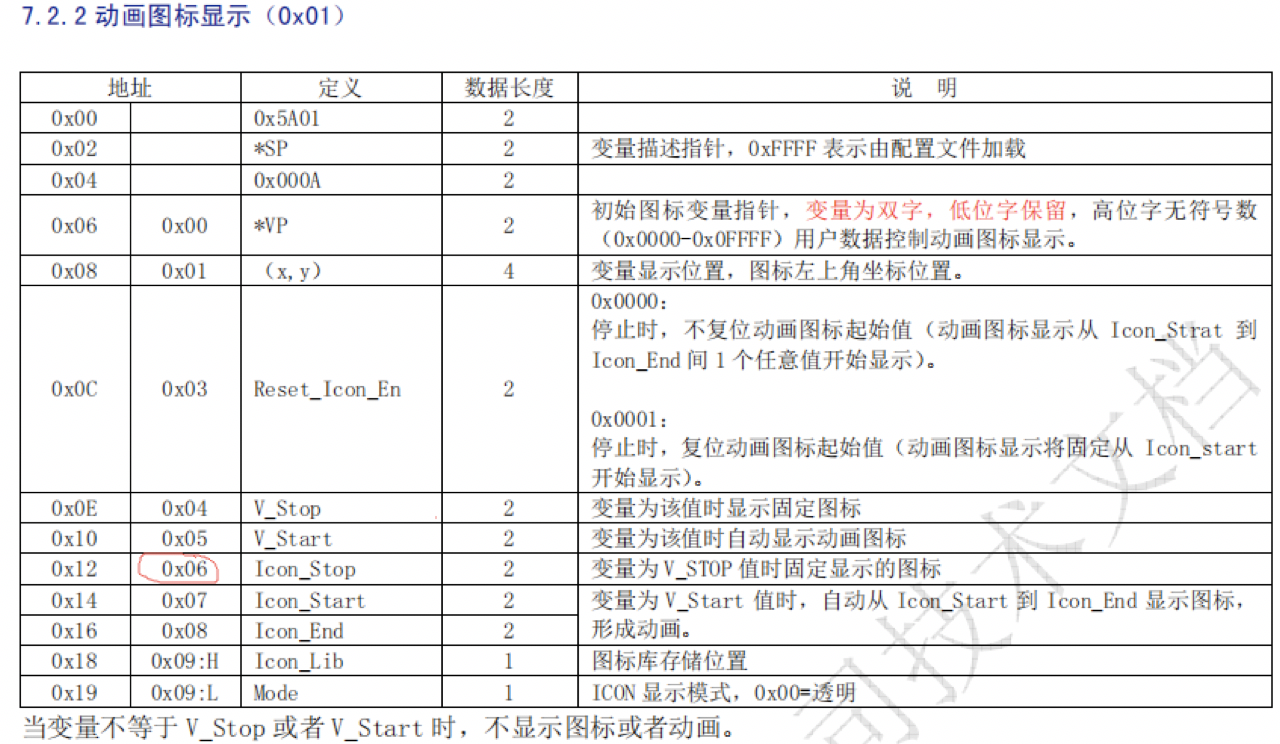 7.2.2 动画图标显示（0x01）
地址 定义 数据长度 说 明
0x00 0x5A01 2
0x02 *SP 2 变量描述指针，0xFFFF 表示由配置文件加载
0x04 0x000A 2
0x06 0x00 *VP 2 初始图标变量指针，变量为双字，低位字保留，高位字无符号数
（0x0000-0x0FFFF）用户数据控制动画图标显示。
0x08 0x01 （x,y） 4 变量显示位置，图标左上角坐标位置。
0x0C 0x03 Reset_Icon_En 2 0x0000：
停止时，不复位动画图标起始值（动画图标显示从 Icon_Strat 到
Icon_End 间 1 个任意值开始显示）。
0x0001：
停止时，复位动画图标起始值（动画图标显示将固定从 Icon_start
开始显示）。
0x0E 0x04 V_Stop 2 变量为该值时显示固定图标
0x10 0x05 V_Start 2 变量为该值时自动显示动画图标
0x12 0x06 Icon_Stop 2 变量为 V_STOP 值时固定显示的图标
0x14 0x07 Icon_Start 2 变量为 V_Start 值时，自动从 Icon_Start 到 Icon_End 显示图标，
0x16 0x08 Icon_End 2 形成动画。
0x18 0x09:H Icon_Lib 1 图标库存储位置
0x19 0x09:L Mode 1 ICON 显示模式，0x00=透明
当变量不等于 V_Stop 或者 V_Start 时，不显示图标或者动画。
司技术文档